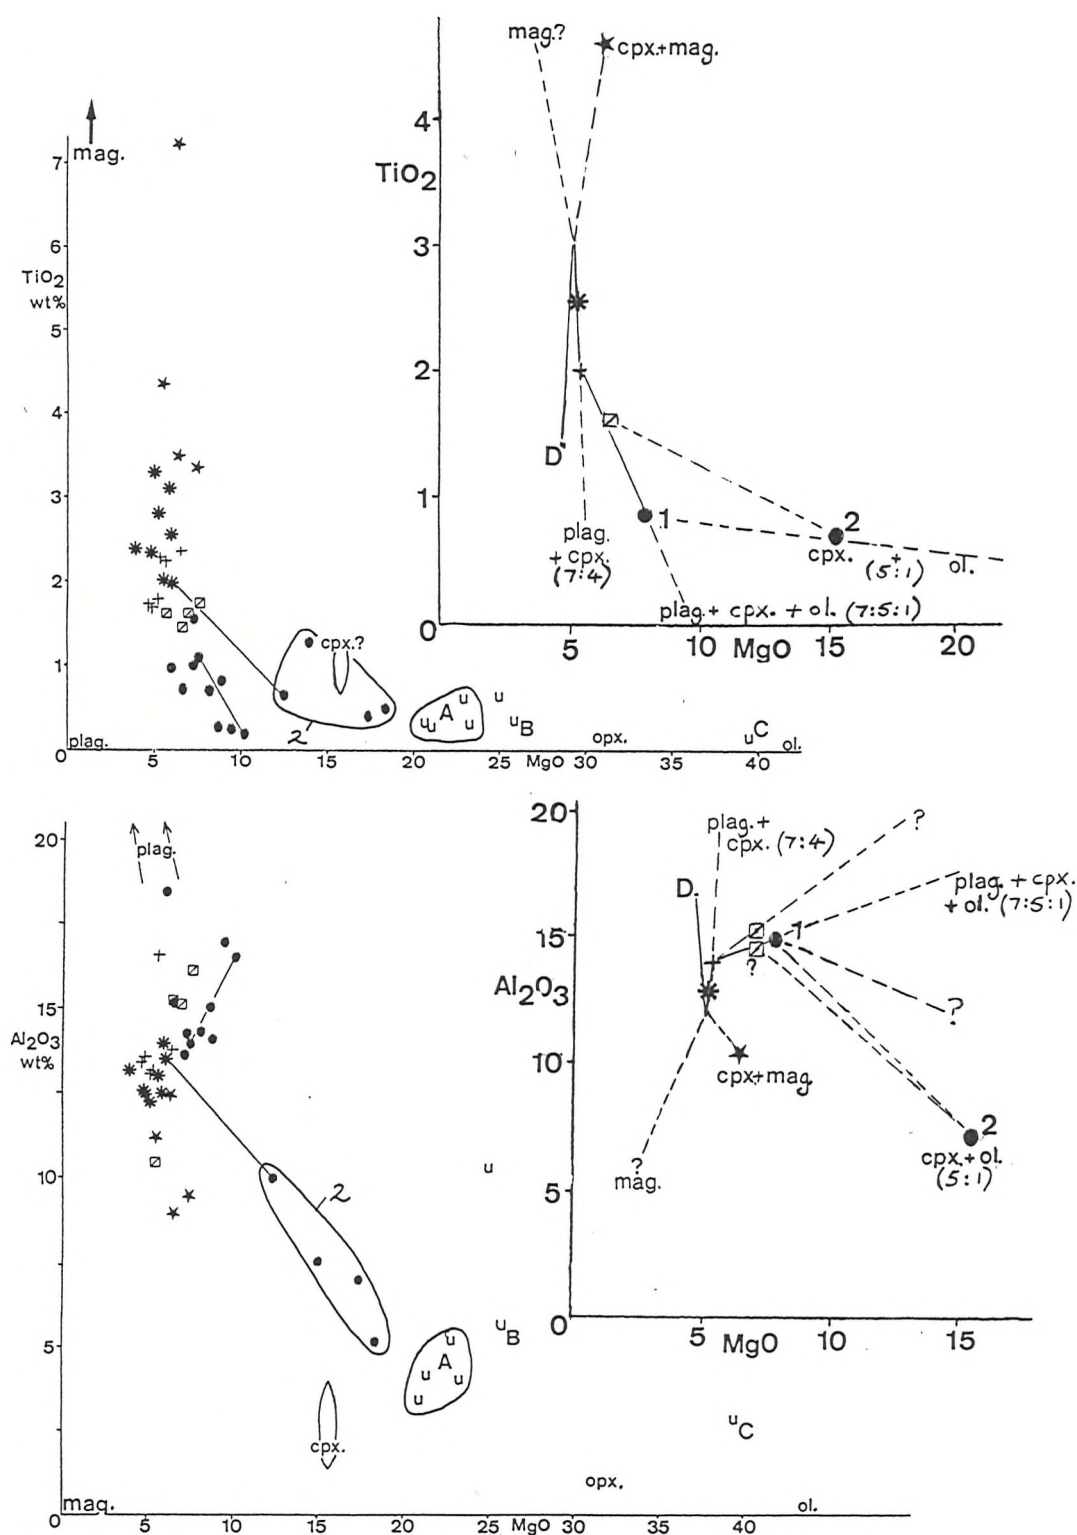 mag.?
cpx.+mag.
4
TiO2
3
2
1
0
D.
plag.
+ cpx.
(7:4)
1
2
cpx. + ol.
(5:1)
plag.+ cpx. + ol. (7:5:1)
5
10
MgO
15
20
mag.
7
6
TiO2
wt%
5
4
3
2
1
0
plag.
cpx.?
2
u
u
A
u
u
u
u
uB
opx.
uC
ol.
5
10
15
20
25
MgO
30
35
40
20
plag.
15
Al2O3
wt%
10
5
0
mag.
2
cpx.
u
uB
u
A
u
u
u
uC
opx.
ol.
5
10
15
20
25
MgO
30
35
40
20
plag.+
cpx. (7:4)
?
D.
plag. + cpx.
+ ol. (7:5:1)
15
1
?
?
Al2O3
10
cpx+mag.
2
cpx.+ol.
(5:1)
?
mag.
5
0
5
MgO
10
15